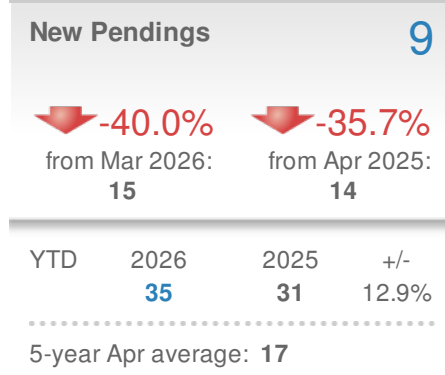 New Pendings 9
-40.0% -35.7%
from Mar 2026: from Apr 2025:
15 14
YTD 2026 2025 +/-
35 31 12.9%
5-year Apr average: 17